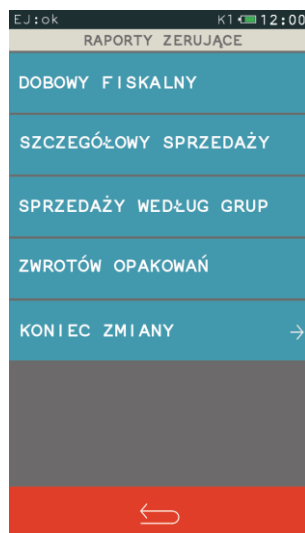 EJ:ok K1 12:00
RAPORTY ZERUJĄCE
DOBOWY FISKALNY
SZCZEGÓŁOWY SPRZEDAŻY
SPRZEDAŻY WEDŁUG GRUP
ZWROTÓW OPAKOWAŃ
KONIEC ZMIANY →